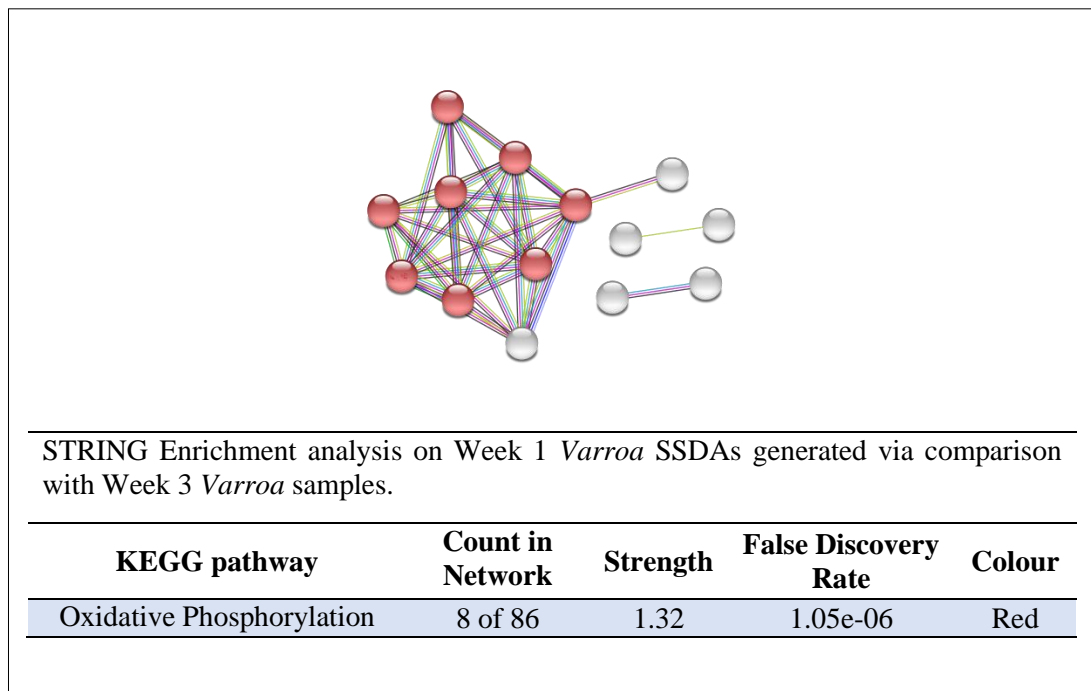 STRING Enrichment analysis on Week 1 Varroa SSDAs generated via comparison
with Week 3 Varroa samples.
KEGG pathway Count in Network Strength False Discovery Rate Colour
Oxidative Phosphorylation 8 of 86 1.32 1.05e-06 Red